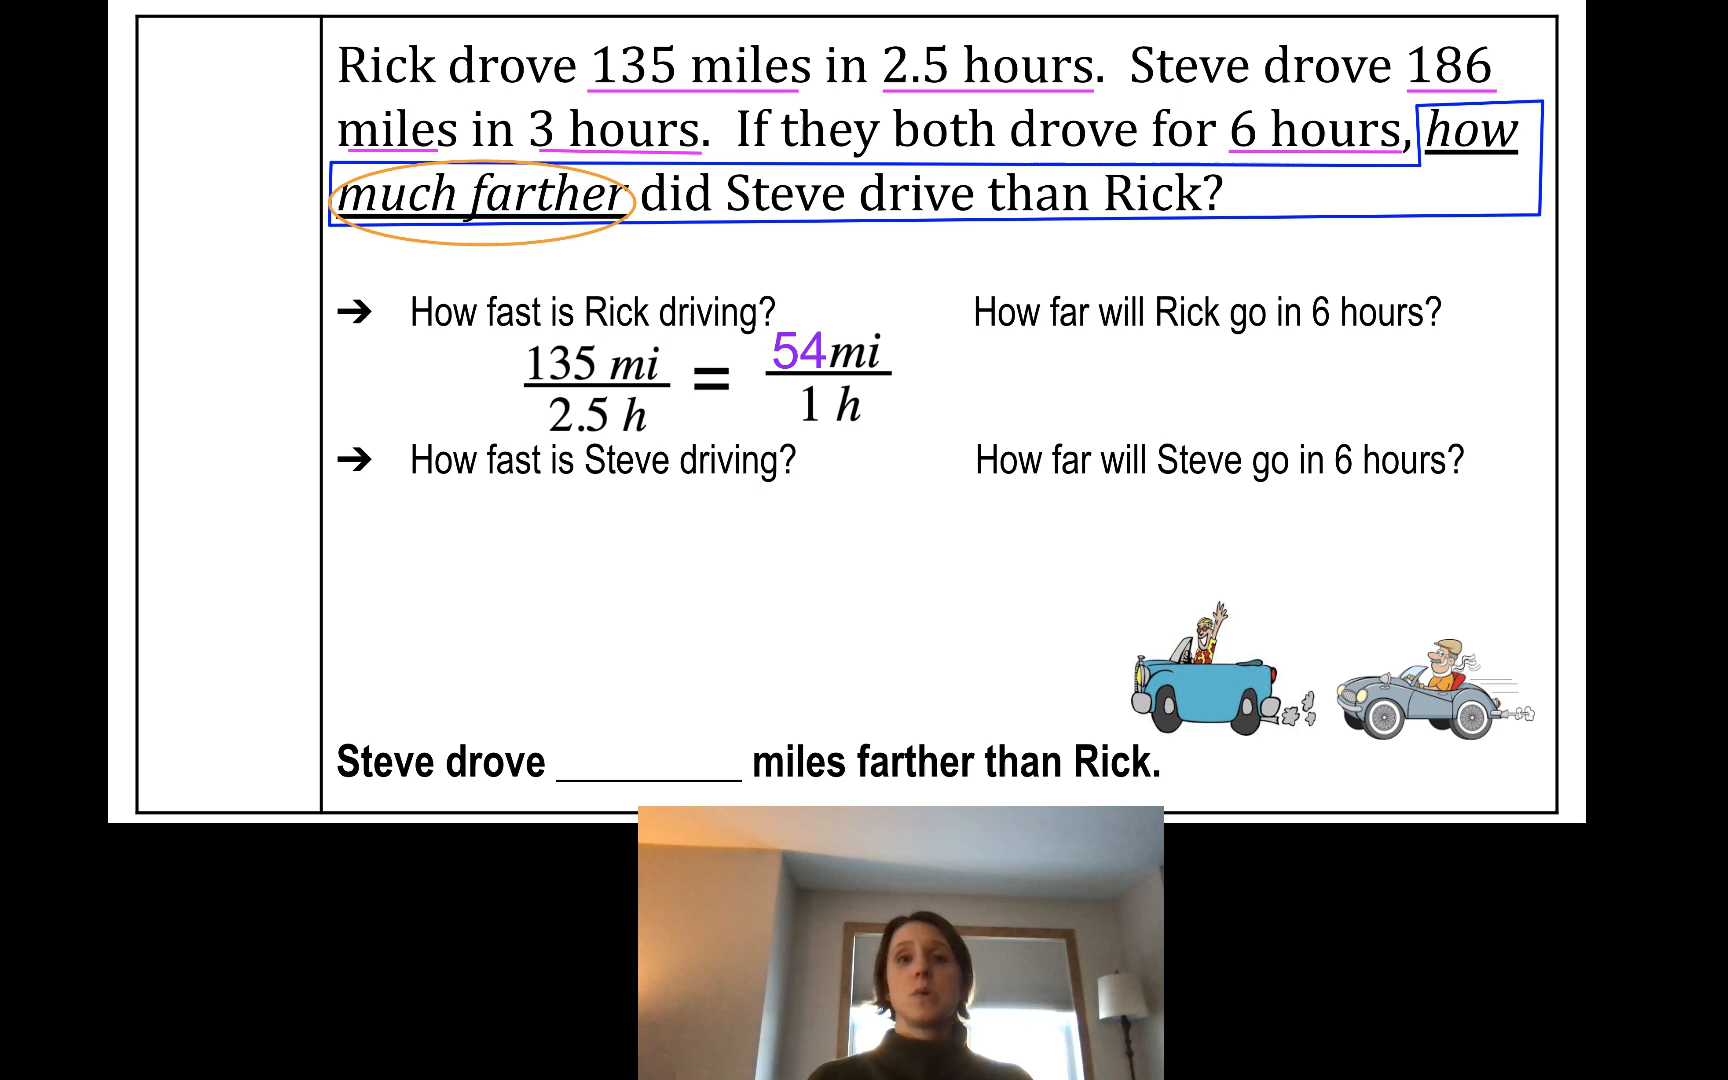 Rick drove 135 miles in 2.5 hours. Steve drove 186
miles in 3 hours. If they both drove for 6 hours, how
much farther did Steve drive than Rick?
➔ How fast is Rick driving? How far will Rick go in 6 hours?
135 mi / 2.5 h = 54 mi / 1 h
➔ How fast is Steve driving? How far will Steve go in 6 hours?
Steve drove ________ miles farther than Rick.